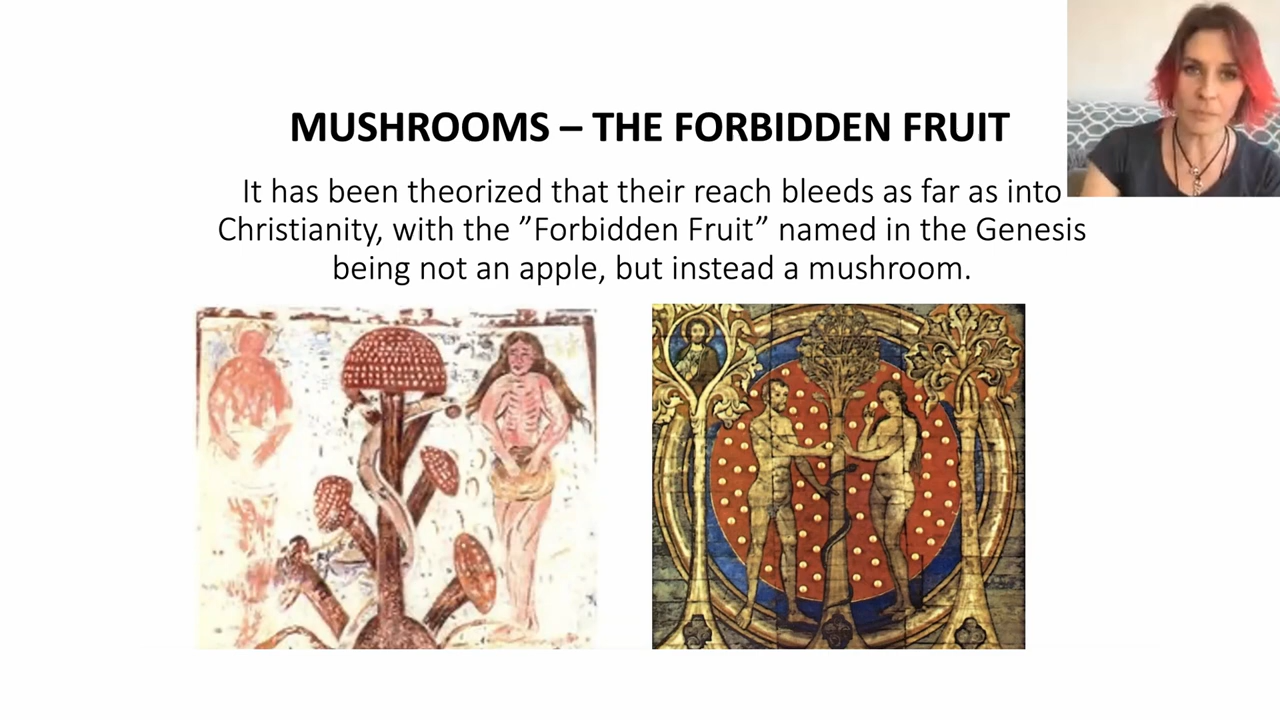 MUSHROOMS – THE FORBIDDEN FRUIT
It has been theorized that their reach bleeds as far as into
Christianity, with the ”Forbidden Fruit” named in the Genesis
being not an apple, but instead a mushroom.